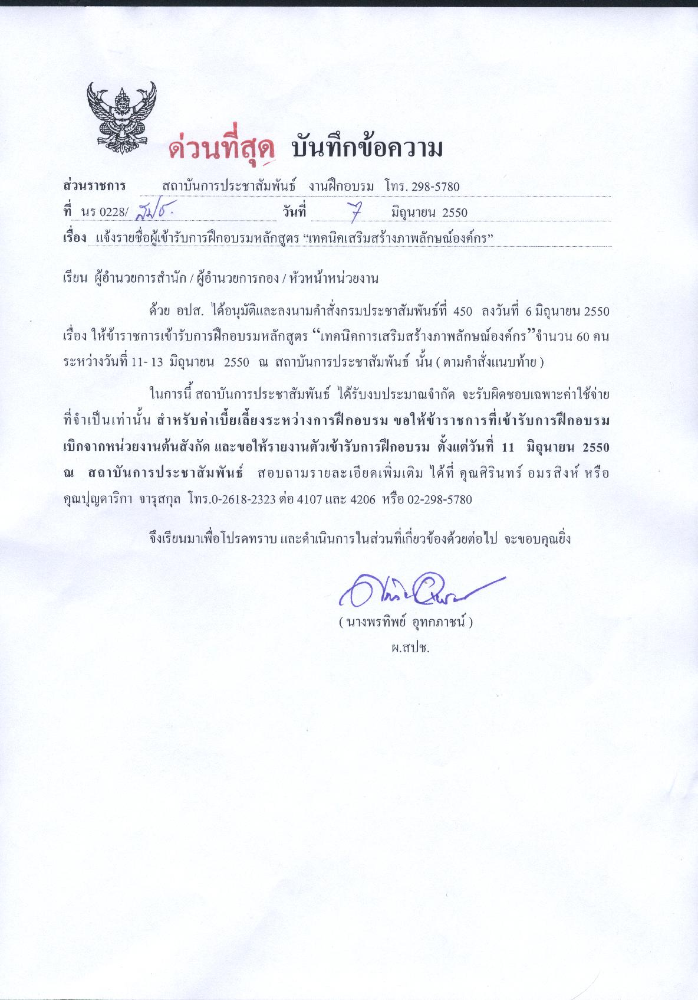 ด่วนที่สุด บันทึกข้อความ
ส่วนราชการ สถาบันการประชาสัมพันธ์ งานฝึกอบรม โทร. 298-5780
ที่ นร 0228/ สปช. วันที่ 7 มิถุนายน 2550
เรื่อง แจ้งรายชื่อผู้เข้ารับการฝึกอบรมหลักสูตร “เทคนิคเสริมสร้างภาพลักษณ์องค์กร”
เรียน ผู้อำนวยการสำนัก / ผู้อำนวยการกอง / หัวหน้าหน่วยงาน
ด้วย อปส. ได้อนุมัติและลงนามคำสั่งกรมประชาสัมพันธ์ที่ 450 ลงวันที่ 6 มิถุนายน 2550
เรื่อง ให้ข้าราชการเข้ารับการฝึกอบรมหลักสูตร “เทคนิคการเสริมสร้างภาพลักษณ์องค์กร”จำนวน 60 คน
ระหว่างวันที่ 11- 13 มิถุนายน 2550 ณ สถาบันการประชาสัมพันธ์ นั้น ( ตามคำสั่งแนบท้าย )
ในการนี้ สถาบันการประชาสัมพันธ์ ได้รับงบประมาณจำกัด จะรับผิดชอบเฉพาะค่าใช้จ่าย
ที่จำเป็นเท่านั้น สำหรับค่าเบี้ยเลี้ยงระหว่างการฝึกอบรม ขอให้ข้าราชการที่เข้ารับการฝึกอบรม
เบิกจากหน่วยงานต้นสังกัด และขอให้รายงานตัวเข้ารับการฝึกอบรม ตั้งแต่วันที่ 11 มิถุนายน 2550
ณ สถาบันการประชาสัมพันธ์ สอบถามรายละเอียดเพิ่มเติม ได้ที่ คุณศิรินทร์ อมรสิงห์ หรือ
คุณปุญดาริกา จารุสกุล โทร.0-2618-2323 ต่อ 4107 และ 4206 หรือ 02-298-5780
จึงเรียนมาเพื่อโปรดทราบ และดำเนินการในส่วนที่เกี่ยวข้องด้วยต่อไป จะขอบคุณยิ่ง
( นางพรทิพย์ อุทกภาชน์ )
ผ.สปช.